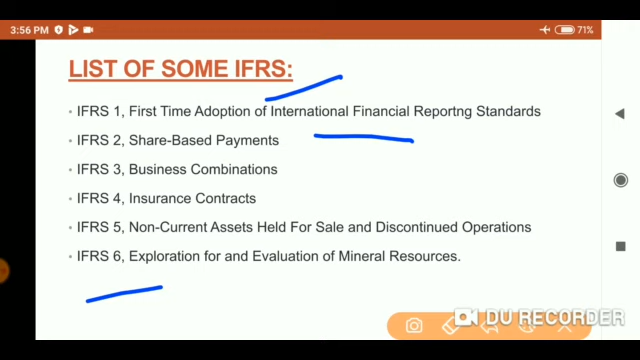 3:56 PM 71%
LIST OF SOME IFRS:
• IFRS 1, First Time Adoption of International Financial Reportng Standards
• IFRS 2, Share-Based Payments
• IFRS 3, Business Combinations
• IFRS 4, Insurance Contracts
• IFRS 5, Non-Current Assets Held For Sale and Discontinued Operations
• IFRS 6, Exploration for and Evaluation of Mineral Resources.
DU RECORDER